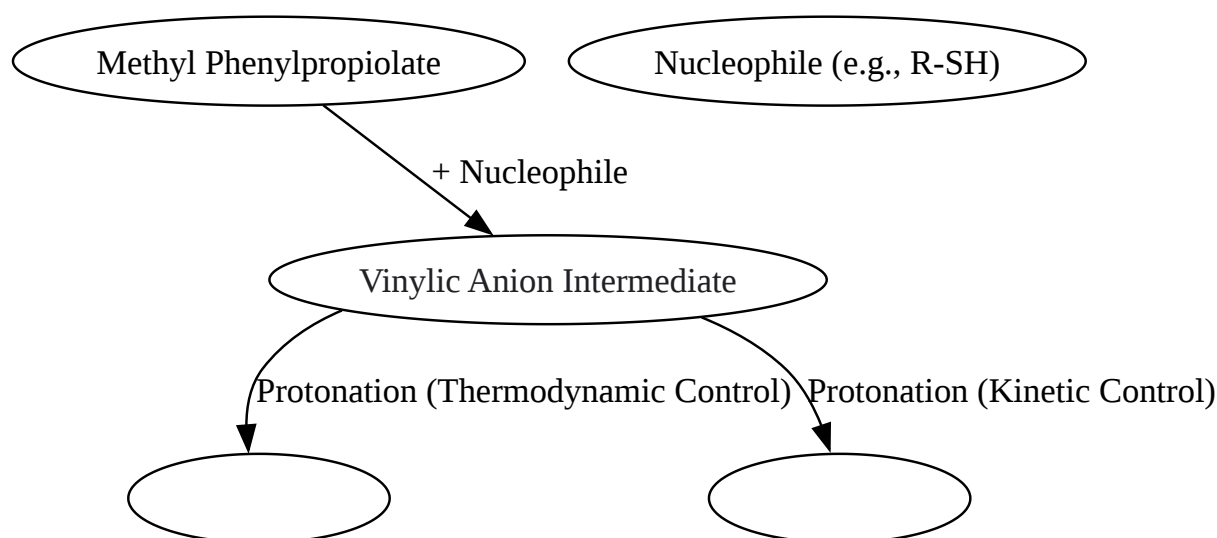 Methyl Phenylpropiolate
Nucleophile (e.g., R-SH)
+ Nucleophile
Vinylic Anion Intermediate
Protonation (Thermodynamic Control)
Protonation (Kinetic Control)